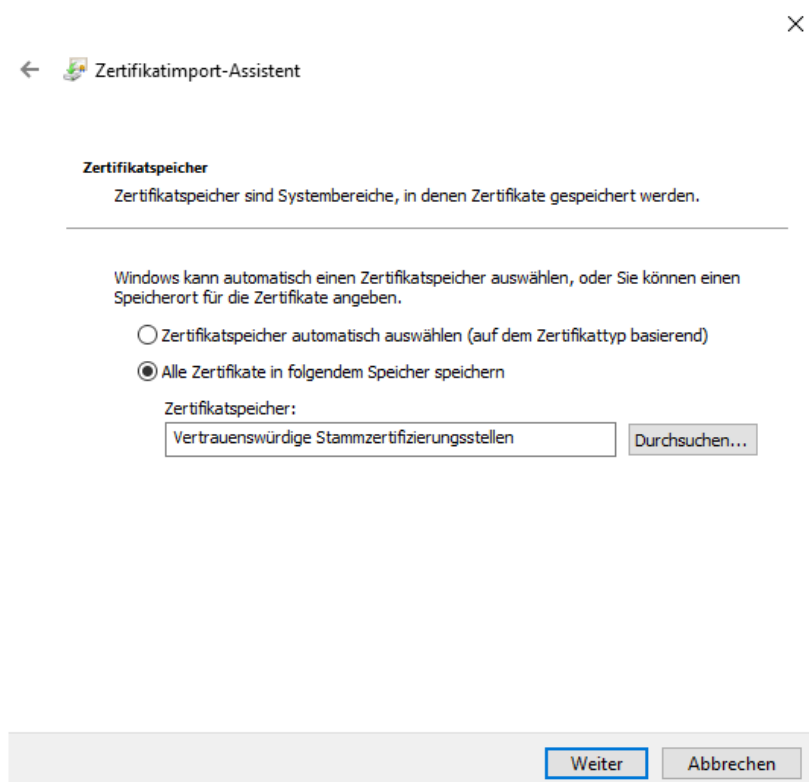 Zertifikatimport-Assistent
Zertifikatspeicher
Zertifikatspeicher sind Systembereiche, in denen Zertifikate gespeichert werden.
Windows kann automatisch einen Zertifikatspeicher auswählen, oder Sie können einen
Speicherort für die Zertifikate angeben.
Zertifikatspeicher automatisch auswählen (auf dem Zertifikattyp basierend)
Alle Zertifikate in folgendem Speicher speichern
Zertifikatspeicher:
Vertrauenswürdige Stammzertifizierungsstellen
Durchsuchen...
Weiter
Abbrechen